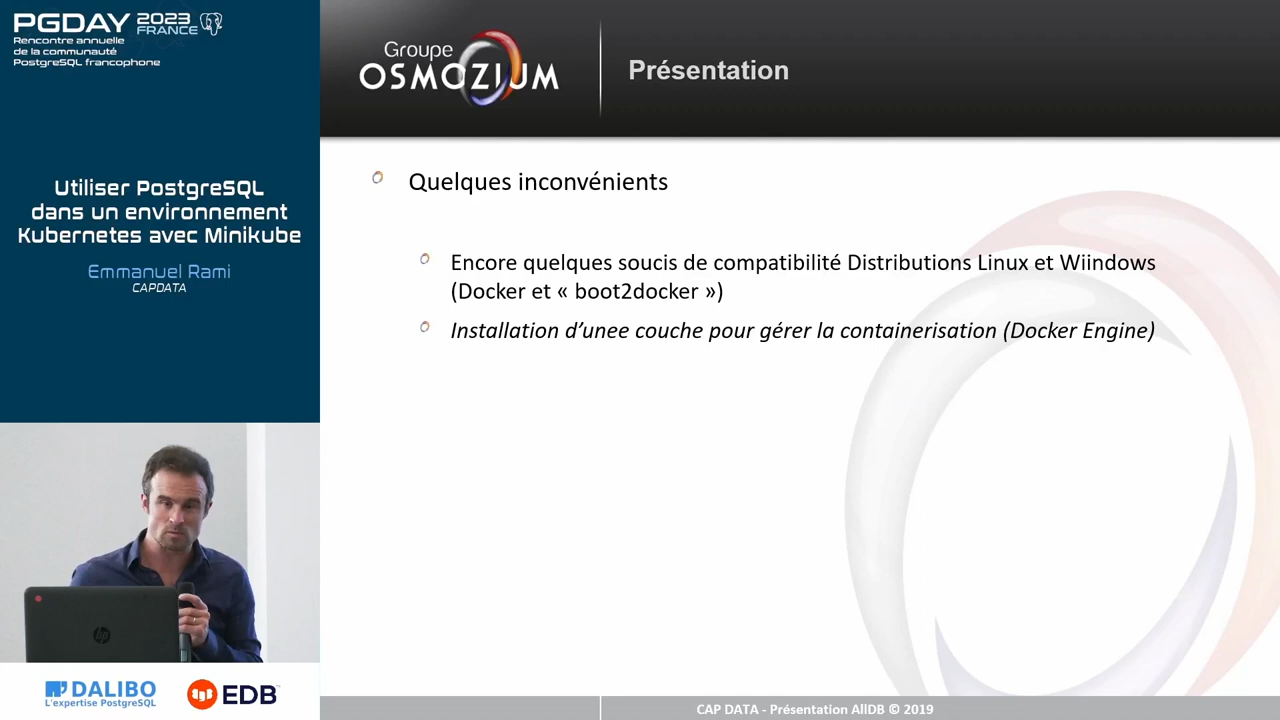 PGDAY 2023 FRANCE
Rencontre annuelle
de la communauté
PostgreSQL francophone
Utiliser PostgreSQL
dans un environnement
Kubernetes avec Minikube
Emmanuel Rami
CAPDATA
Groupe
OSMOZIUM
Présentation
Quelques inconvénients
Encore quelques soucis de compatibilité Distributions Linux et Wiindows
(Docker et « boot2docker »)
Installation d’unee couche pour gérer la containerisation (Docker Engine)
hp
DALIBO
L'expertise PostgreSQL
EDB
CAP DATA - Présentation AllDB © 2019